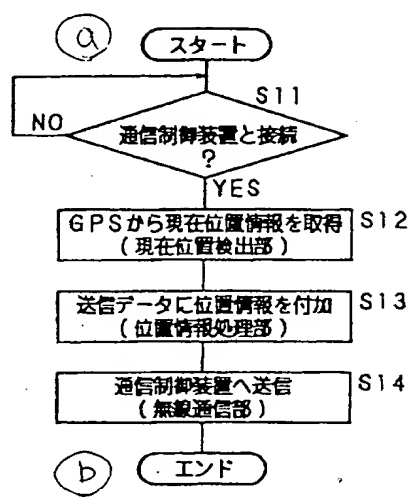 a
スタート
S11
NO
通信制御装置と接続
?
YES
GPSから現在位置情報を取得
S12
(現在位置検出部)
送信データに位置情報を付加
S13
(位置情報処理部)
通信制御装置へ送信
S14
(無線通信部)
b
エンド